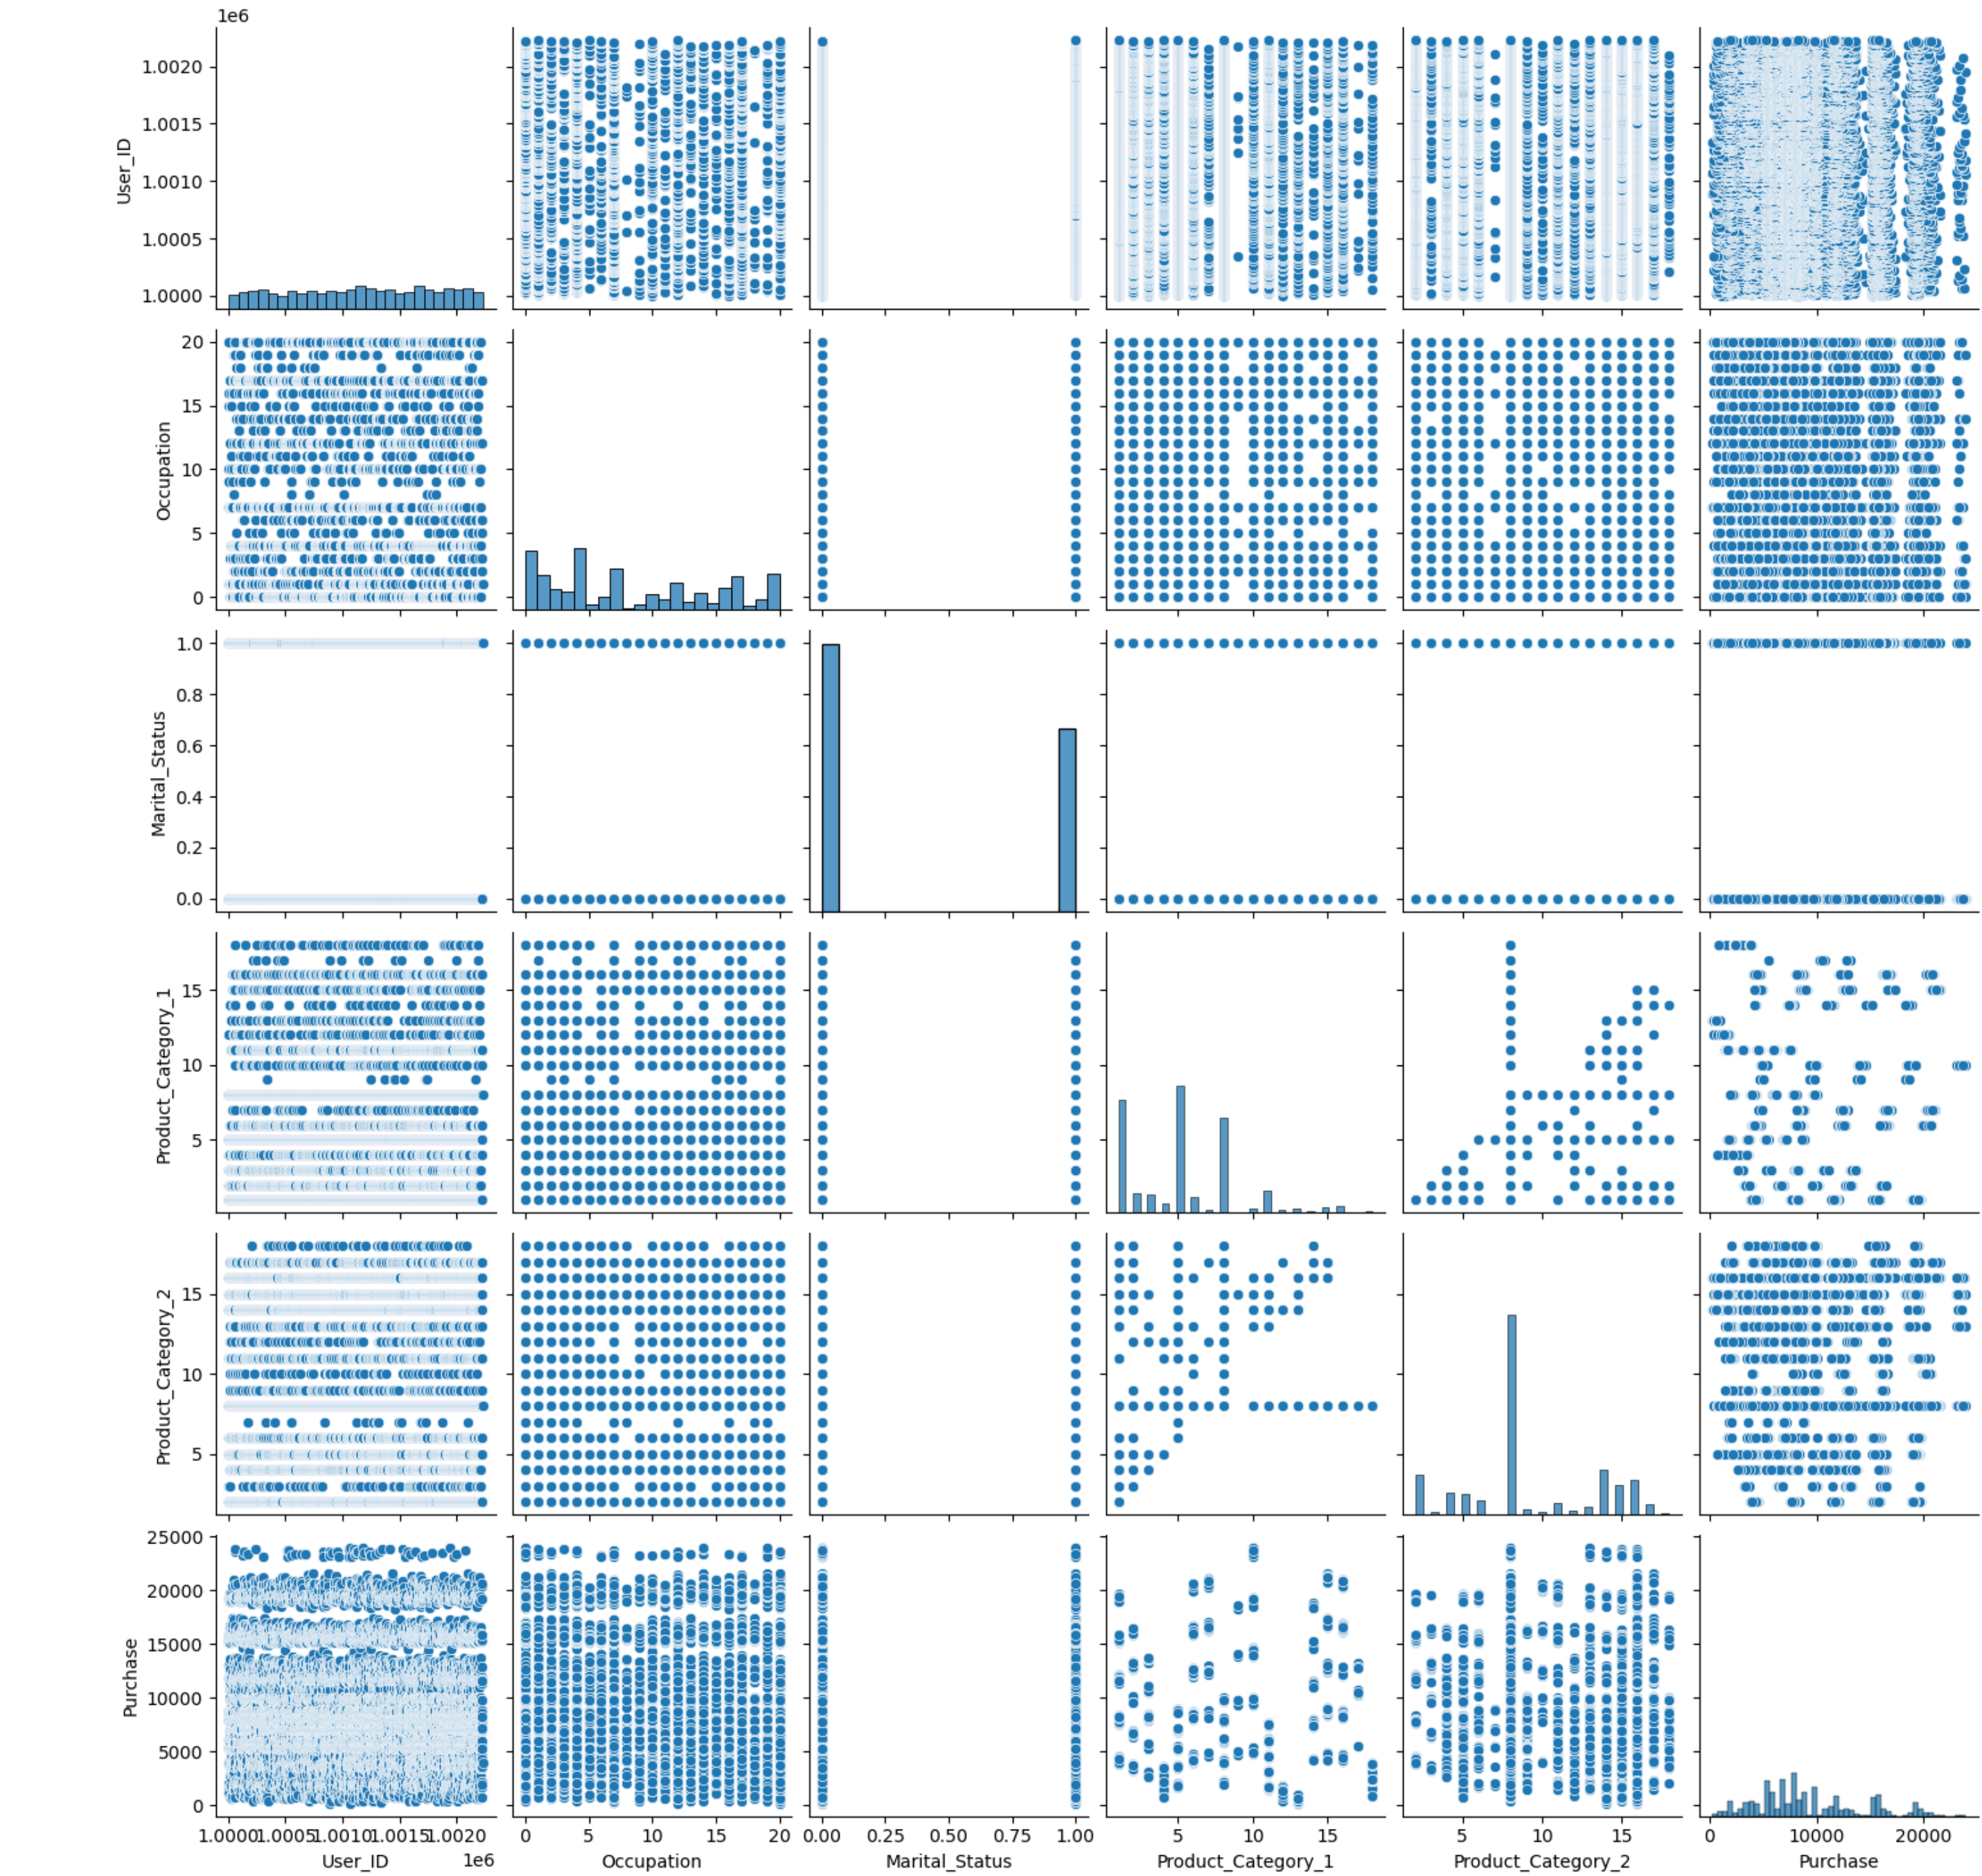 1e6
1.0020
1.0015
1.0010
1.0005
1.0000
User_ID
20
15
10
5
0
Occupation
1.0
0.8
0.6
0.4
0.2
0.0
Marital_Status
15
10
5
Product_Category_1
15
10
5
Product_Category_2
25000
20000
15000
10000
5000
0
Purchase
1.0000 1.0005 1.0010 1.0015 1.0020
1e6
User_ID
0 5 10 15 20
Occupation
0.00 0.25 0.50 0.75 1.00
Marital_Status
5 10 15
Product_Category_1
5 10 15
Product_Category_2
0 10000 20000
Purchase